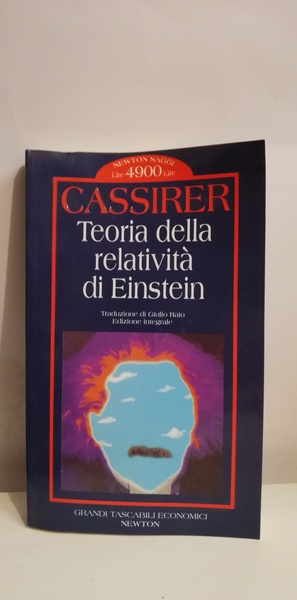 NEWTON SAGGI
Lire 4900 Lire
CASSIRER
Teoria della
relatività
di Einstein
Traduzione di Giulio Raio
Edizione integrale
GRANDI TASCABILI ECONOMICI
NEWTON